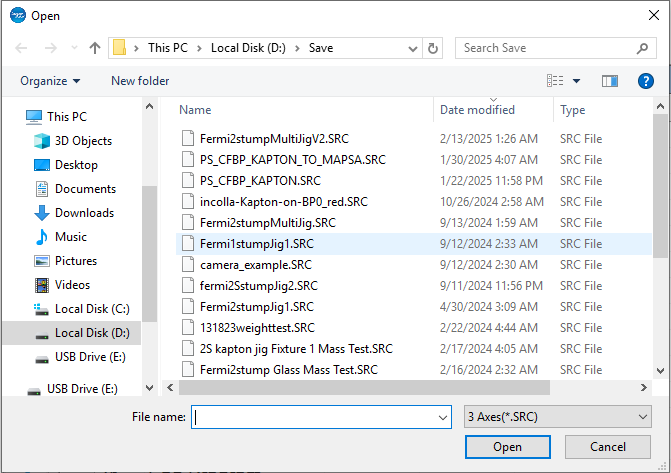 Open
This PC > Local Disk (D:) > Save
Search Save
Organize
New folder
?
This PC
3D Objects
Desktop
Documents
Downloads
Music
Pictures
Videos
Local Disk (C:)
Local Disk (D:)
USB Drive (E:)
USB Drive (E:)
Name Date modified Type
Fermi2stumpMultiJigV2.SRC 2/13/2025 1:26 AM SRC File
PS_CFBP_KAPTON_TO_MAPSA.SRC 1/30/2025 4:07 AM SRC File
PS_CFBP_KAPTON.SRC 1/22/2025 11:58 PM SRC File
incolla-Kapton-on-BP0_red.SRC 10/26/2024 2:58 AM SRC File
Fermi2stumpMultiJig.SRC 9/13/2024 1:59 AM SRC File
Fermi1stumpJig1.SRC 9/12/2024 2:33 AM SRC File
camera_example.SRC 9/12/2024 2:30 AM SRC File
fermi2SstumpJig2.SRC 9/11/2024 11:56 PM SRC File
Fermi2stumpJig1.SRC 4/30/2024 3:09 AM SRC File
131823weighttest.SRC 2/22/2024 4:44 AM SRC File
2S kapton jig Fixture 1 Mass Test.SRC 2/17/2024 4:05 AM SRC File
Fermi2stump Glass Mass Test.SRC 2/16/2024 2:32 AM SRC File
File name:
3 Axes(*.SRC)
Open
Cancel